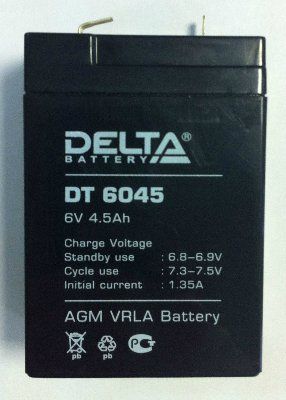 DELTA
BATTERY
DT 6045
6V 4.5Ah
Charge Voltage
Standby use : 6.8-6.9V
Cycle use : 7.3-7.5V
Initial current : 1.35A
AGM VRLA Battery
pb pb